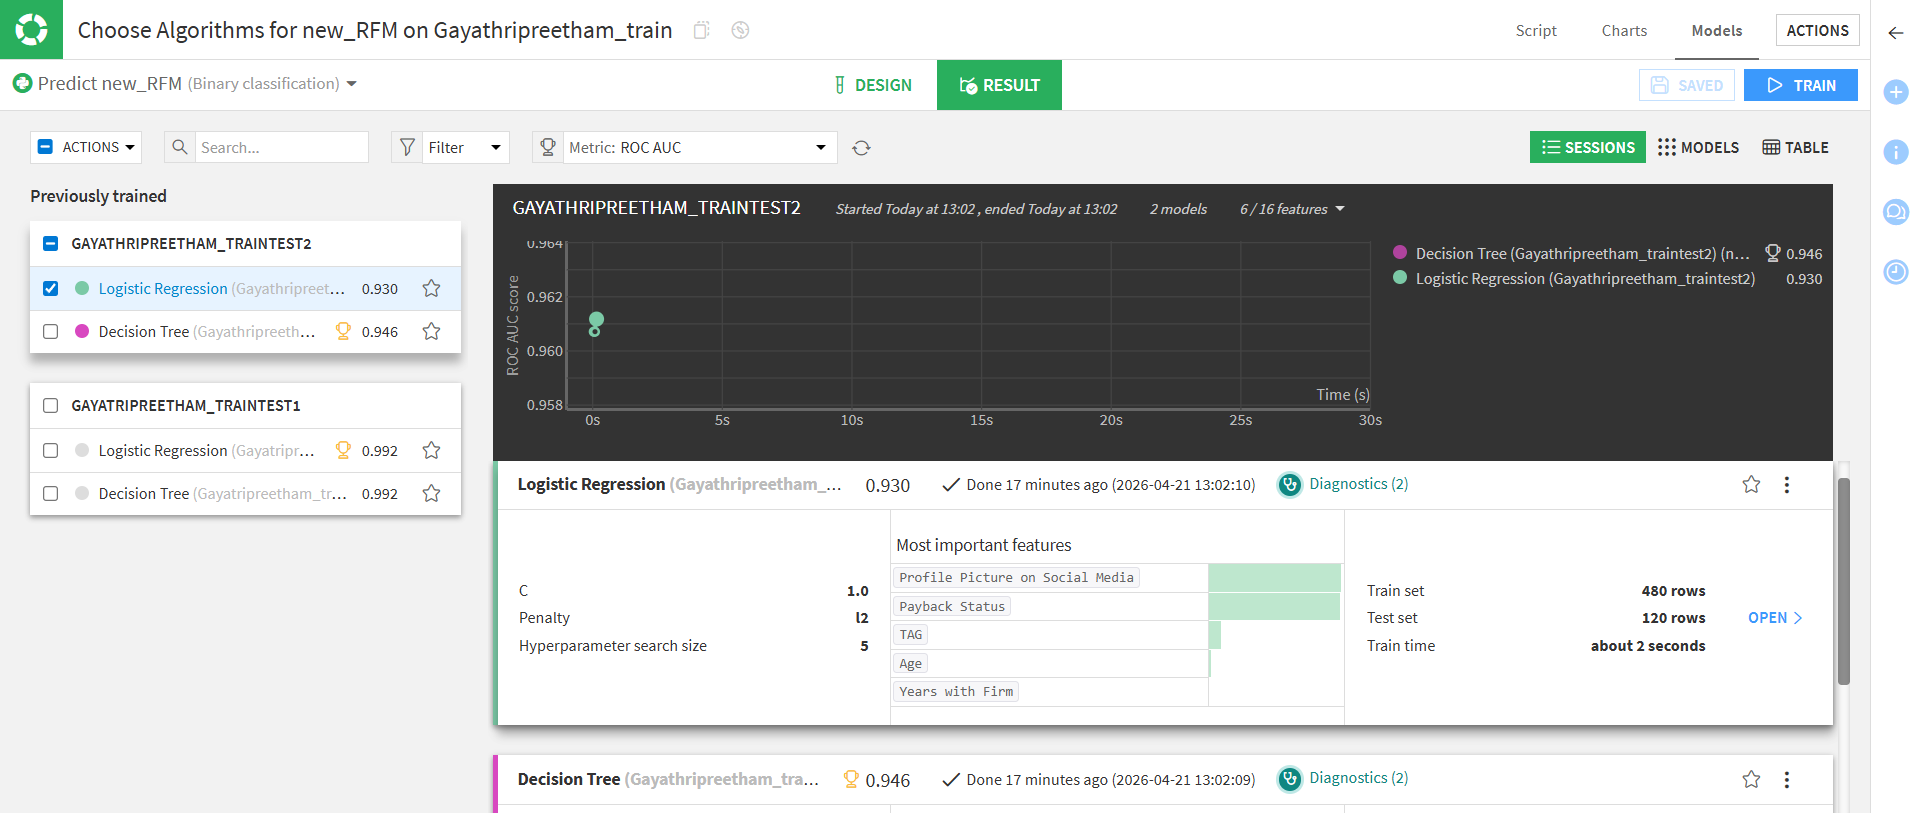 Choose Algorithms for new_RFM on Gayathripreetham_train
Script
Charts
Models
ACTIONS
Predict new_RFM (Binary classification)
DESIGN
RESULT
SAVED
TRAIN
ACTIONS
Search...
Filter
Metric: ROC AUC
SESSIONS
MODELS
TABLE
Previously trained
GAYATHRIPREETHAM_TRAINTEST2
Logistic Regression (Gayathripreet... 0.930
Decision Tree (Gayathripreeth... 0.946
GAYATRIPREETHAM_TRAINTEST1
Logistic Regression (Gayatripr... 0.992
Decision Tree (Gayatripreetham_tr... 0.992
GAYATHRIPREETHAM_TRAINTEST2
Started Today at 13:02 , ended Today at 13:02
2 models
6 / 16 features
ROC AUC score
0.964
0.962
0.960
0.958
0s
5s
10s
15s
20s
25s
30s
Time (s)
Decision Tree (Gayathripreetham_traintest2) (n... 0.946
Logistic Regression (Gayathripreetham_traintest2) 0.930
Logistic Regression (Gayathripreetham_... 0.930
Done 17 minutes ago (2026-04-21 13:02:10)
Diagnostics (2)
C 1.0
Penalty l2
Hyperparameter search size 5
Most important features
Profile Picture on Social Media
Payback Status
TAG
Age
Years with Firm
Train set 480 rows
Test set 120 rows
Train time about 2 seconds
OPEN
Decision Tree (Gayathripreetham_tra... 0.946
Done 17 minutes ago (2026-04-21 13:02:09)
Diagnostics (2)